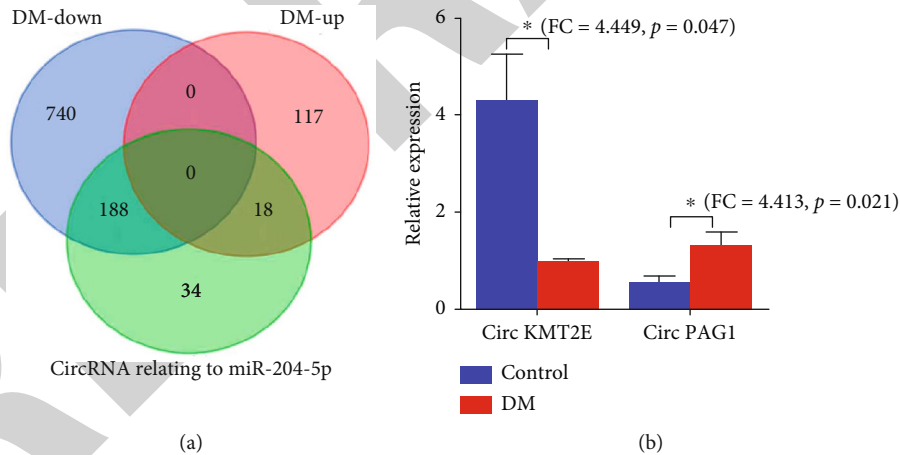 DM-down
DM-up
0
740
117
0
188
18
34
CircRNA relating to miR-204-5p
(a)
6
4
2
0
Relative expression
* (FC = 4.449, p = 0.047)
* (FC = 4.413, p = 0.021)
Circ KMT2E
Circ PAG1
Control
DM
(b)